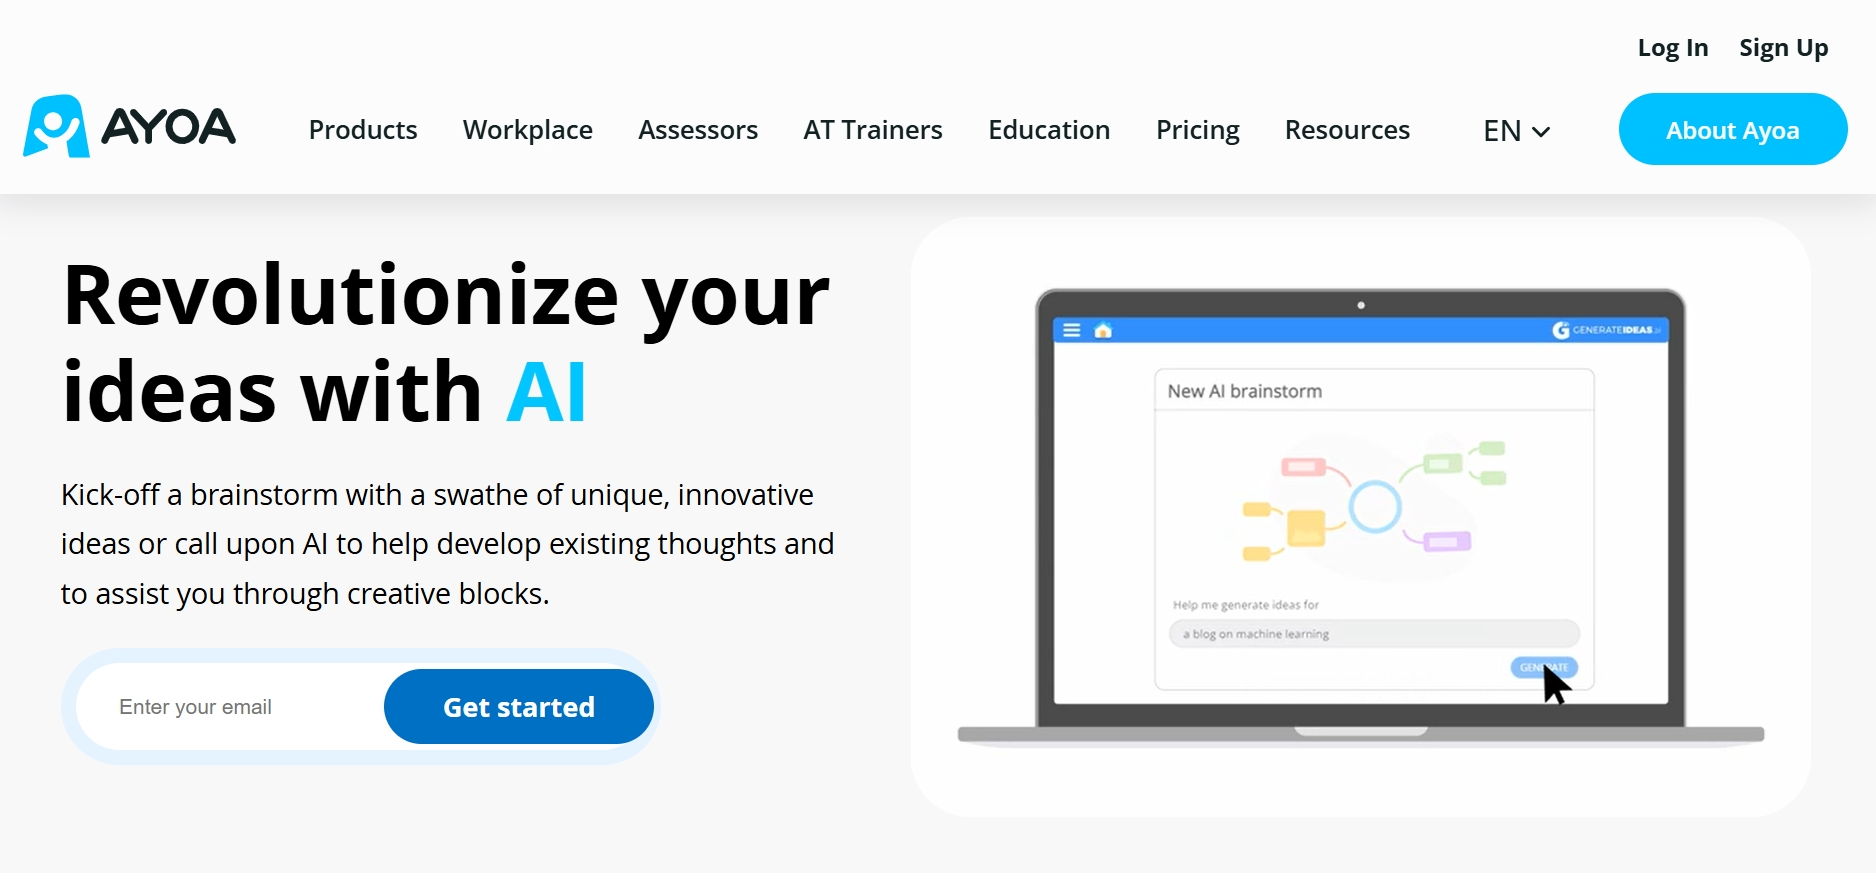 Log In Sign Up
AYOA Products Workplace Assessors AT Trainers Education Pricing Resources EN About Ayoa
Revolutionize your
ideas with AI
Kick-off a brainstorm with a swathe of unique, innovative
ideas or call upon AI to help develop existing thoughts and
to assist you through creative blocks.
Enter your email Get started
GENERATEIDEAS.ai
New AI brainstorm
Help me generate ideas for
a blog on machine learning
GENERATE